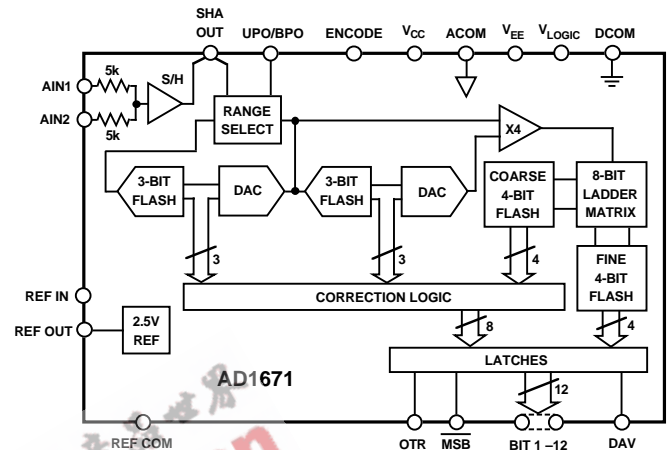 SHA
OUT UPO/BPO ENCODE VCC ACOM VEE VLOGIC DCOM
AIN1 5k S/H
AIN2 5k
RANGE
SELECT
X4
3-BIT
FLASH
DAC
3-BIT
FLASH
DAC
COARSE
4-BIT
FLASH
8-BIT
LADDER
MATRIX
3
3
4
FINE
4-BIT
FLASH
REF IN
CORRECTION LOGIC
4
REF OUT
2.5V
REF
8
LATCHES
AD1671
12
REF COM
OTR MSB BIT 1 –12 DAV